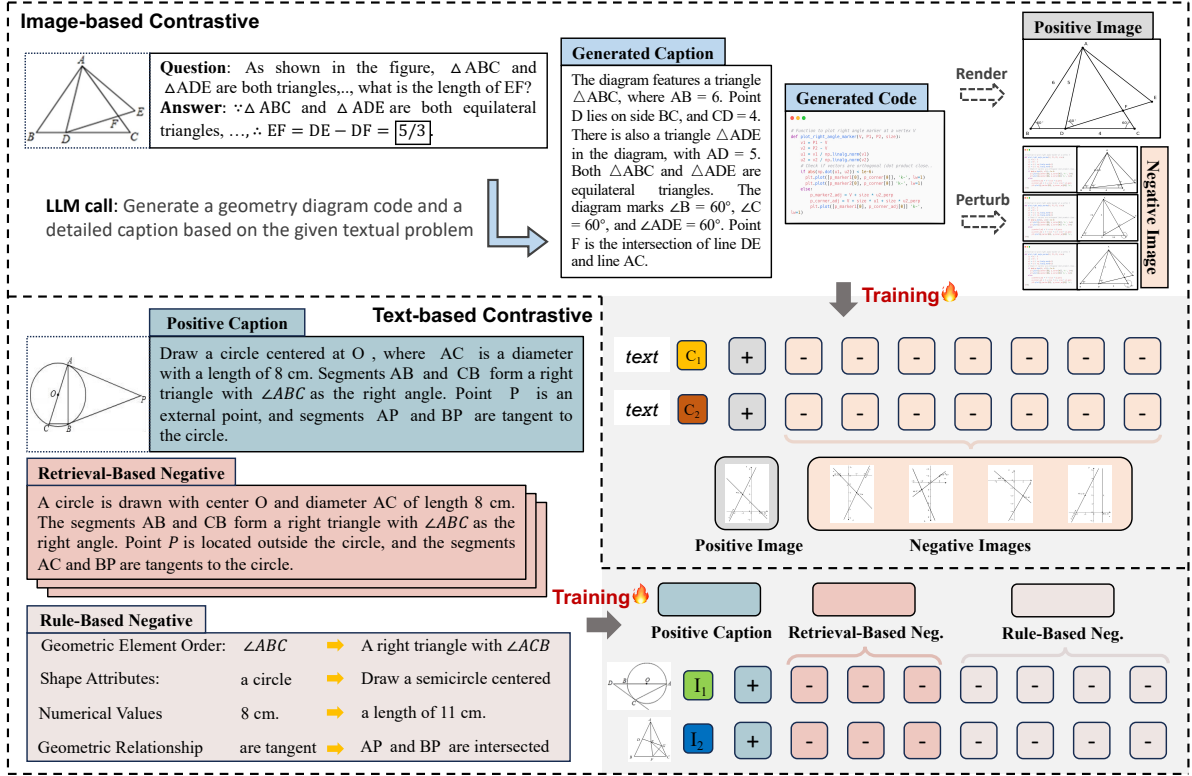 Image-based Contrastive
A
B
D
C
E
F
Question: As shown in the figure, △ABC and
△ADE are both triangles,.., what is the length of EF?
Answer: ∵△ABC and △ADE are both equilateral
triangles, …,∴ EF = DE − DF = 5/3.
LLM call: Generate a geometry diagram code and a
detailed caption based on the given textual problem
Generated Caption
The diagram features a triangle
△ABC, where AB = 6. Point
D lies on side BC, and CD = 4.
There is also a triangle △ADE
in the diagram, with AD = 5.
Both △ABC and △ADE are
equilateral triangles. The
diagram marks ∠B = 60°, ∠C
= 60°, and ∠ADE = 60°. Point
F is the intersection of line DE
and line AC.
Generated Code
Render
Perturb
Positive Image
Negative Image
Training
Text-based Contrastive
Positive Caption
A
O
P
C
B
Draw a circle centered at O , where AC is a diameter
with a length of 8 cm. Segments AB and CB form a right
triangle with ∠ABC as the right angle. Point P is an
external point, and segments AP and BP are tangent to
the circle.
Retrieval-Based Negative
A circle is drawn with center O and diameter AC of length 8 cm.
The segments AB and CB form a right triangle with ∠ABC as the
right angle. Point P is located outside the circle, and the segments
AC and BP are tangents to the circle.
Rule-Based Negative
Geometric Element Order: ∠ABC A right triangle with ∠ACB
Shape Attributes: a circle Draw a semicircle centered
Numerical Values 8 cm. a length of 11 cm.
Geometric Relationship are tangent AP and BP are intersected
text C1 + - - - - - - -
text C2 + - - - - - - -
Positive Image Negative Images
Training
Positive Caption Retrieval-Based Neg. Rule-Based Neg.
D B O A C
I1 + - - - - - - -
I2 + - - - - - - -